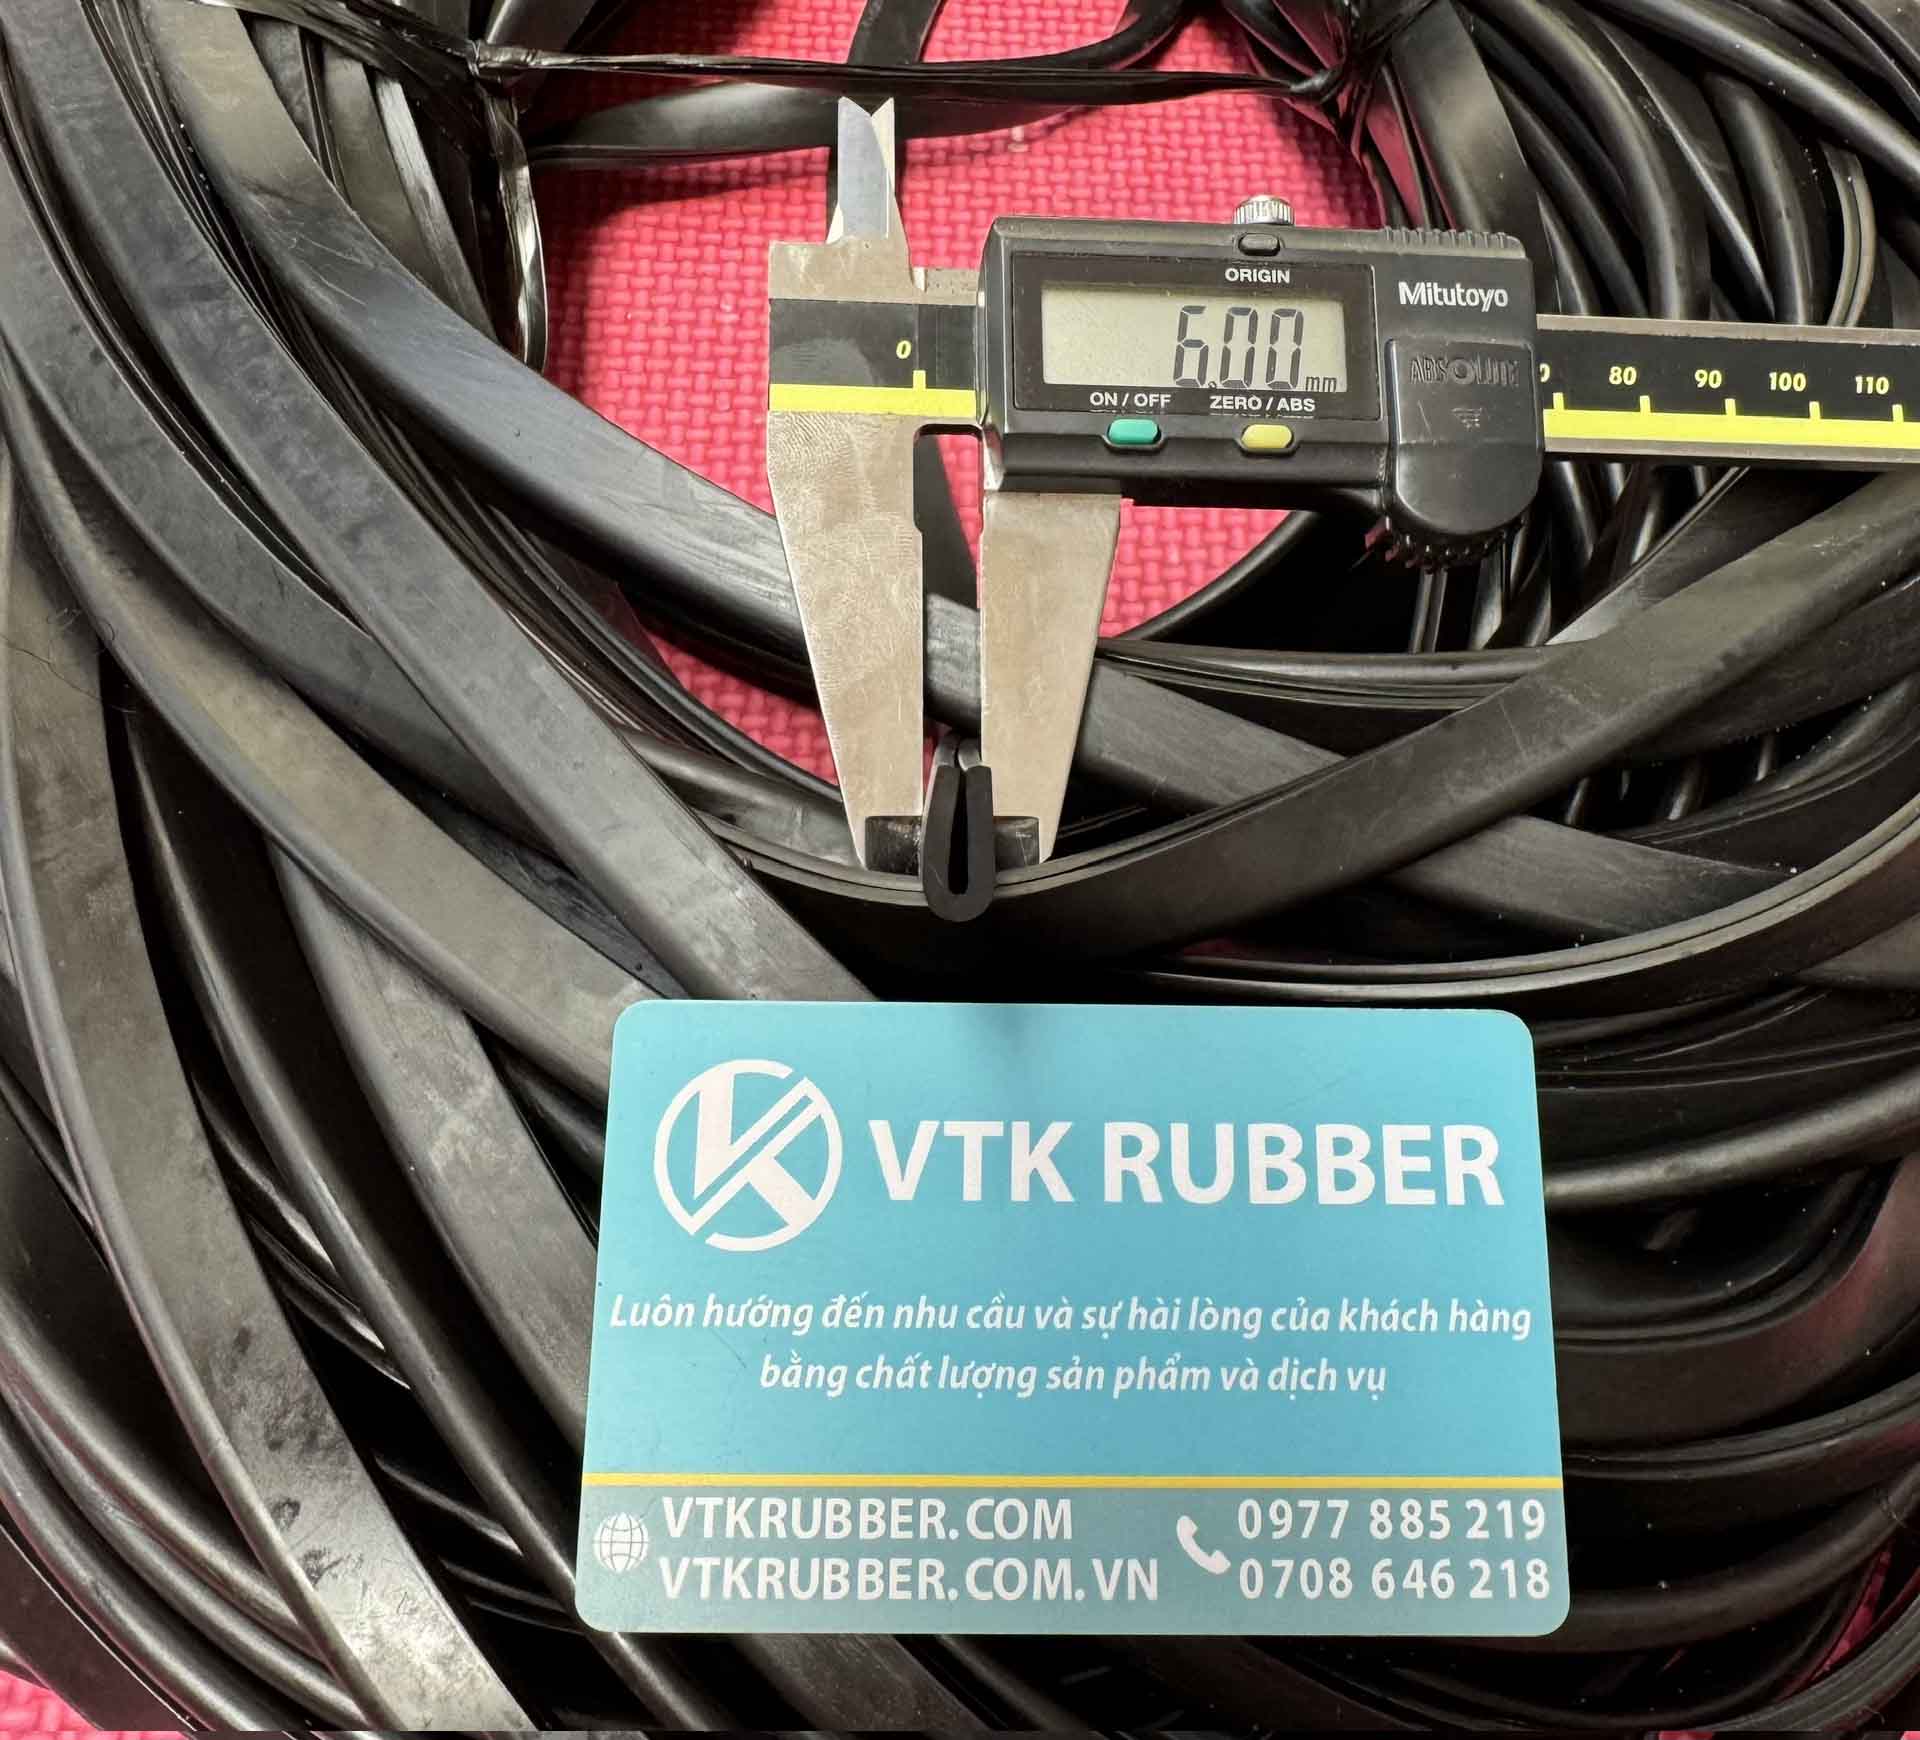 ORIGIN
Mitutoyo
6.00 mm
ABSOLUTE
ON / OFF ZERO / ABS
0
80 90 100 110
VTK RUBBER
Luôn hướng đến nhu cầu và sự hài lòng của khách hàng
bằng chất lượng sản phẩm và dịch vụ
VTKRUBBER.COM
VTKRUBBER.COM.VN
0977 885 219
0708 646 218